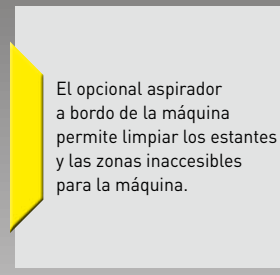 El opcional aspirador
a bordo de la máquina
permite limpiar los estantes
y las zonas inaccesibles
para la máquina.